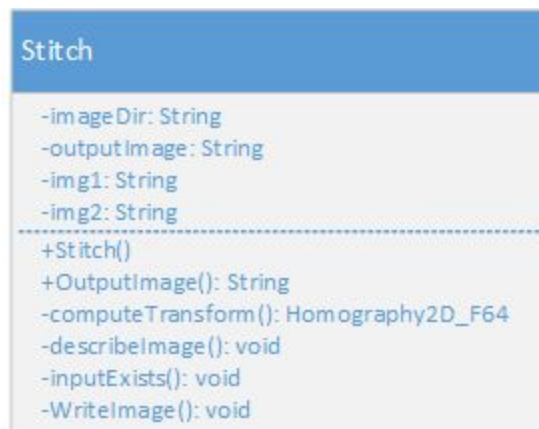 Stitch
-imageDir: String
-outputImage: String
-img1: String
-img2: String
+Stitch()
+OutputImage(): String
-computeTransform(): Homography2D_F64
-describeImage(): void
-inputExists(): void
-WriteImage(): void